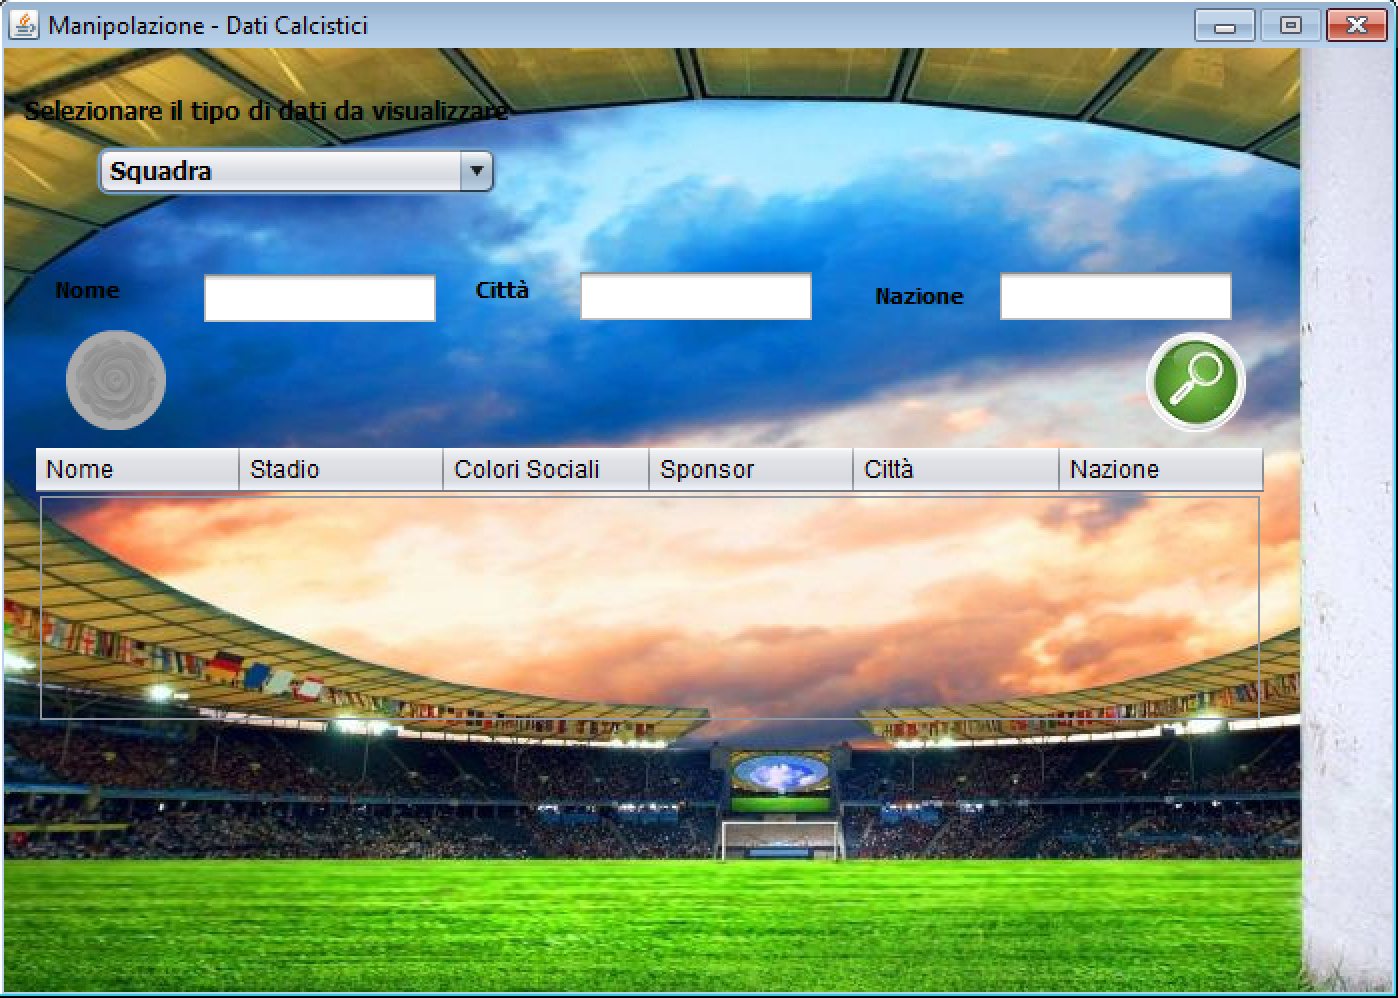 Manipolazione - Dati Calcistici
Selezionare il tipo di dati da visualizzare
Squadra
Nome Città Nazione
Nome Stadio Colori Sociali Sponsor Città Nazione